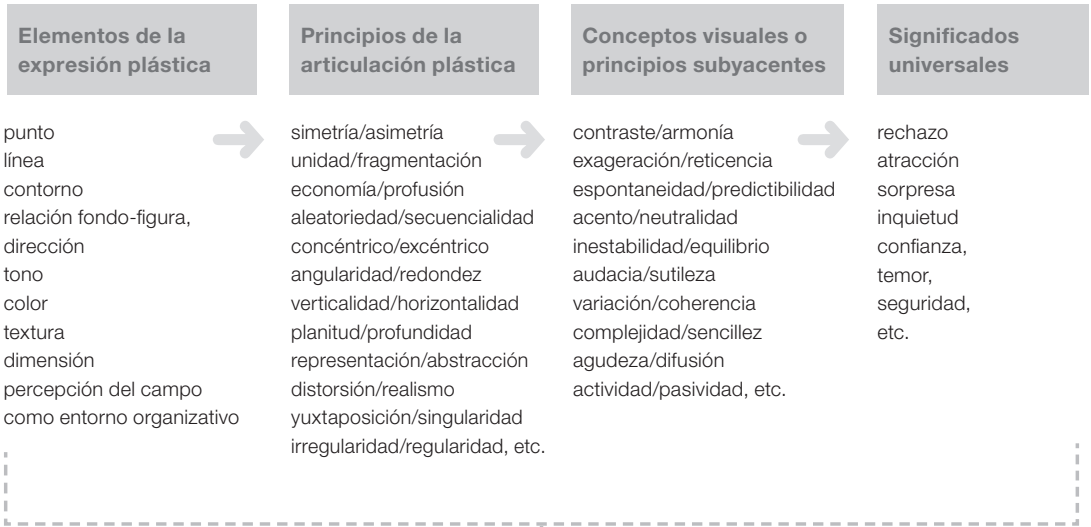 Elementos de la
expresión plástica
punto
línea
contorno
relación fondo-figura,
dirección
tono
color
textura
dimensión
percepción del campo
como entorno organizativo
Principios de la
articulación plástica
simetría/asimetría
unidad/fragmentación
economía/profusión
aleatoriedad/secuencialidad
concéntrico/excéntrico
angularidad/redondez
verticalidad/horizontalidad
planitud/profundidad
representación/abstracción
distorsión/realismo
yuxtaposición/singularidad
irregularidad/regularidad, etc.
Conceptos visuales o
principios subyacentes
contraste/armonía
exageración/reticencia
espontaneidad/predictibilidad
acento/neutralidad
inestabilidad/equilibrio
audacia/sutileza
variación/coherencia
complejidad/sencillez
agudeza/difusión
actividad/pasividad, etc.
Significados
universales
rechazo
atracción
sorpresa
inquietud
confianza,
temor,
seguridad,
etc.